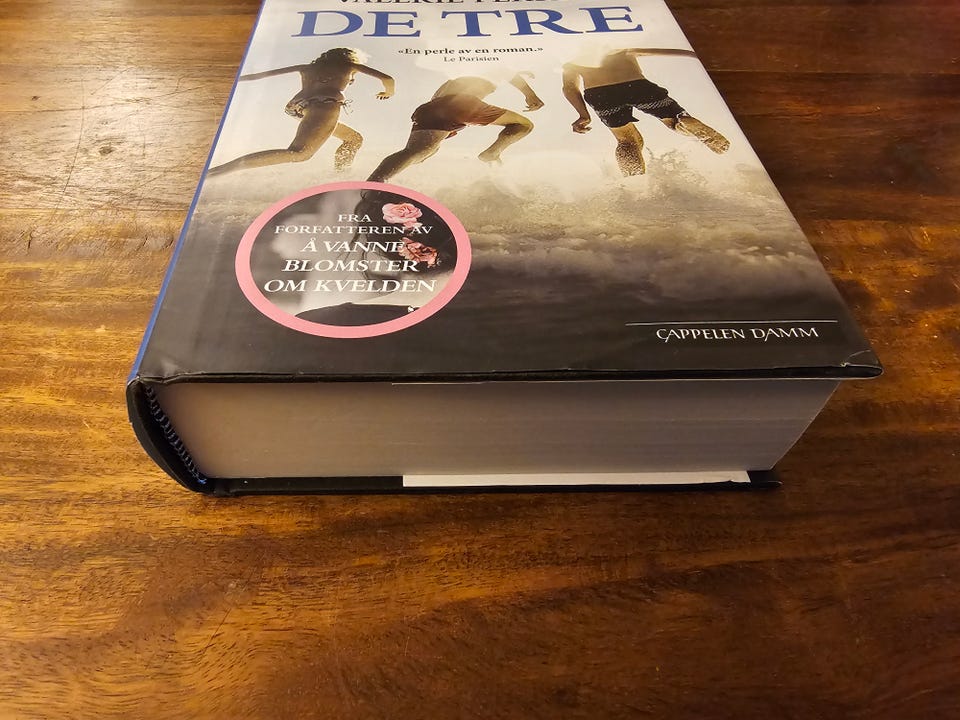 DE TRE
«En perle av en roman.»
Le Parisien
FRA
FORFATTEREN AV
Å VANNE
BLOMSTER
OM KVELDEN
CAPPELEN DAMM